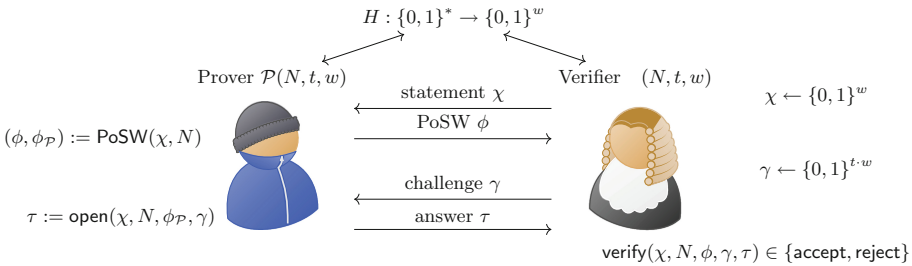 H : {0, 1}* → {0, 1}^w
Prover 𝒫(N, t, w)
Verifier (N, t, w)
statement χ
χ ← {0, 1}^w
PoSW ϕ
(ϕ, ϕ_𝒫) := PoSW(χ, N)
γ ← {0, 1}^{t·w}
challenge γ
τ := open(χ, N, ϕ_𝒫, γ)
answer τ
verify(χ, N, ϕ, γ, τ) ∈ {accept, reject}